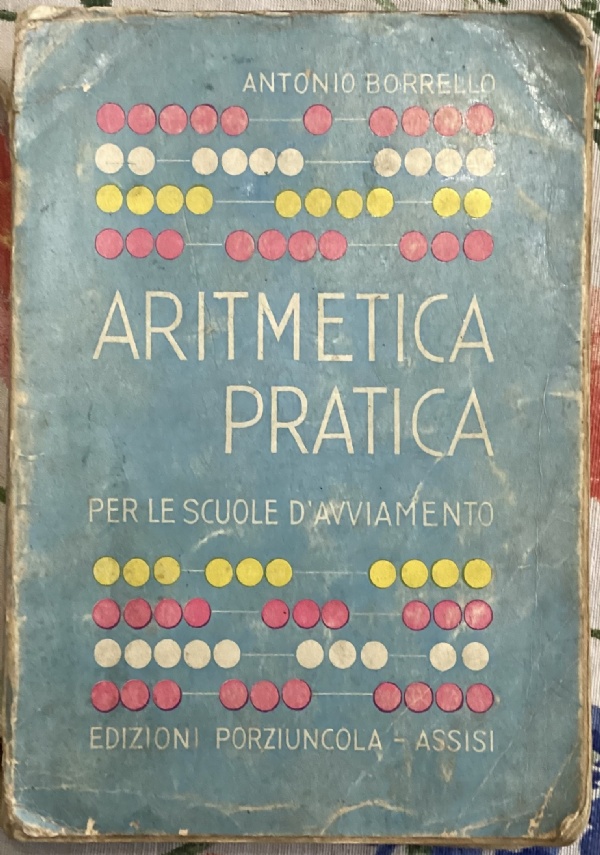 ANTONIO BORRELLO
ARITMETICA
PRATICA
PER LE SCUOLE D'AVVIAMENTO
EDIZIONI PORZIUNCOLA - ASSISI